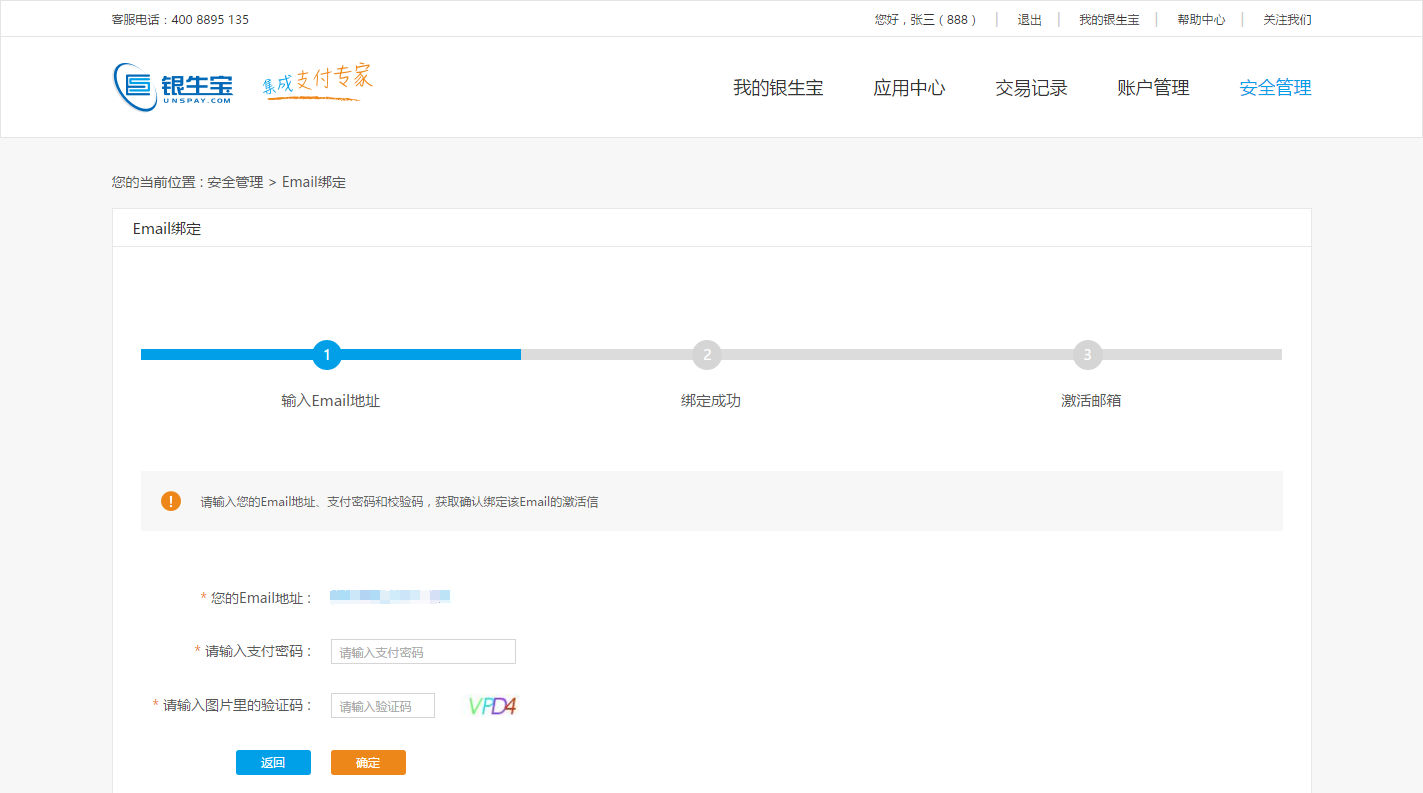 客服电话：400 8895 135 您好，张三（888） | 退出 | 我的银生宝 | 帮助中心 | 关注我们
银生宝 集成支付专家 我的银生宝 应用中心 交易记录 账户管理 安全管理
UNSPAY.COM
您的当前位置 : 安全管理 > Email绑定
Email绑定
1 2 3
输入Email地址 绑定成功 激活邮箱
! 请输入您的Email地址、支付密码和校验码，获取确认绑定该Email的激活信
* 您的Email地址：
* 请输入支付密码： 请输入支付密码
* 请输入图片里的验证码： 请输入验证码 VPD4
返回 确定